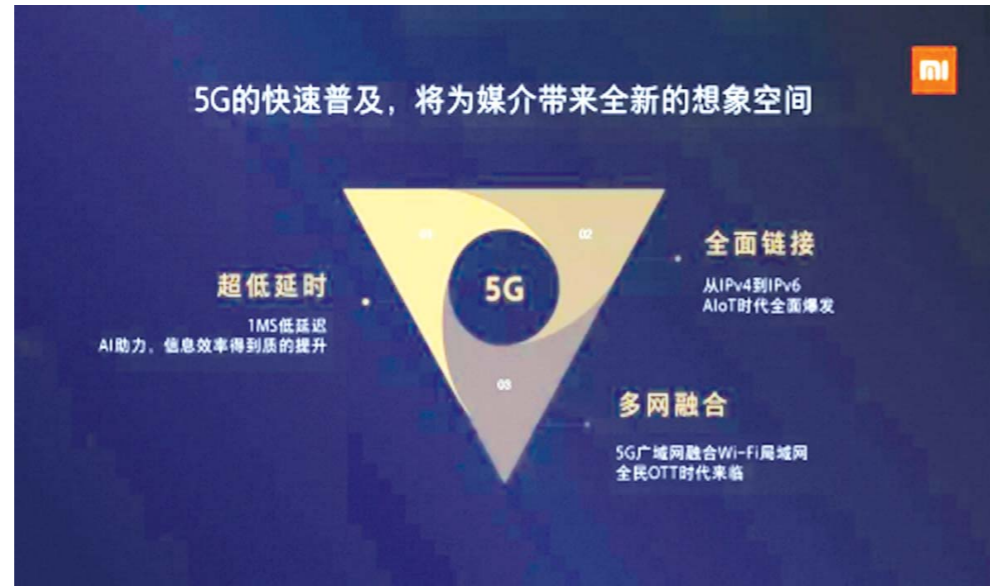 mi
5G的快速普及，将为媒介带来全新的想象空间
01
02
03
5G
超低延时
1MS低延迟
AI助力，信息效率得到质的提升
全面链接
从IPv4到IPv6
AIoT时代全面爆发
多网融合
5G广域网融合Wi-Fi局域网
全民OTT时代来临